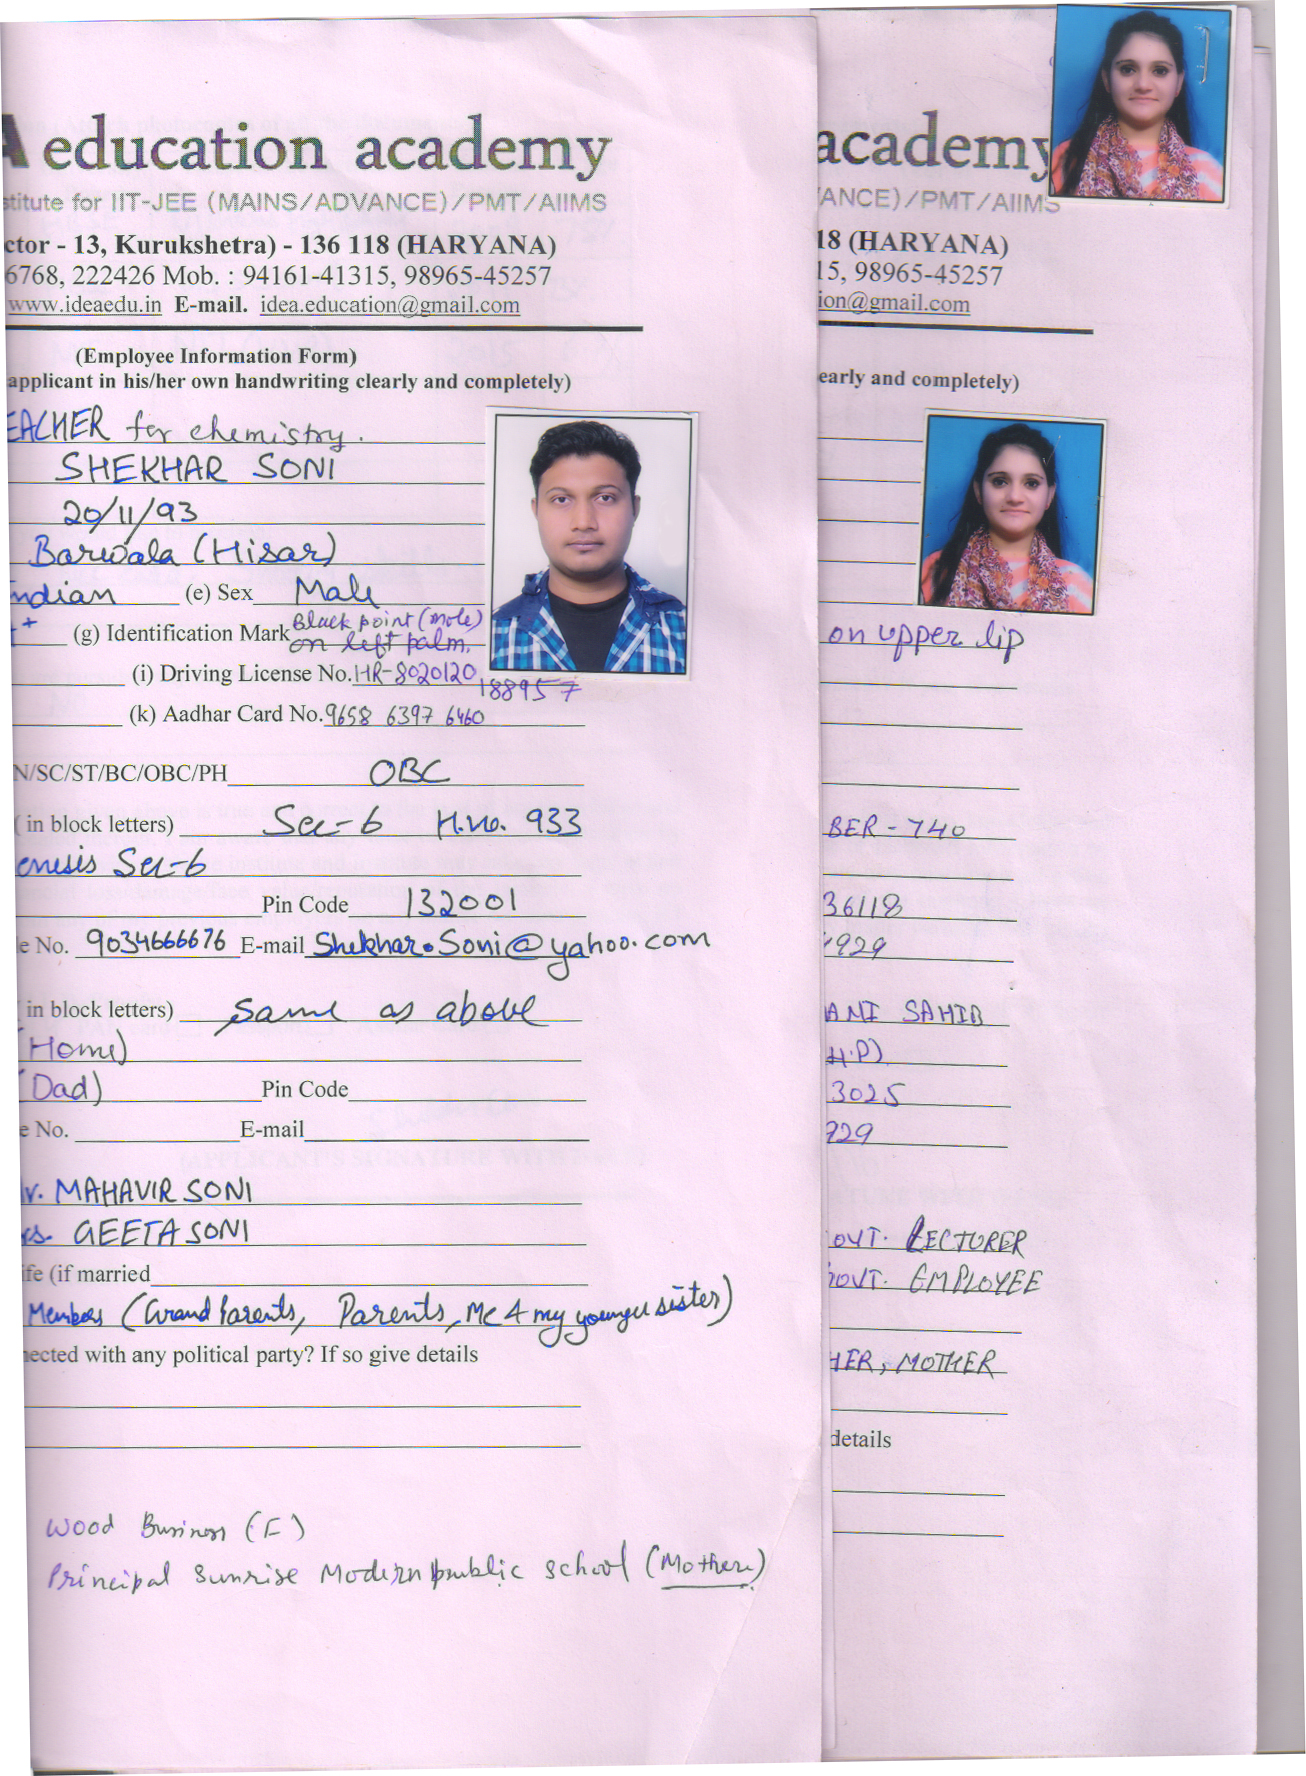 A education academy
stitute for IIT-JEE (MAINS/ADVANCE)/PMT/AIIMS
ctor - 13, Kurukshetra) - 136 118 (HARYANA)
6768, 222426 Mob. : 94161-41315, 98965-45257
www.ideaedu.in E-mail. idea.education@gmail.com
(Employee Information Form)
applicant in his/her own handwriting clearly and completely)
EACHER for chemistry.
SHEKHAR SONI
20/11/93
Barwala (Hisar)
ndian (e) Sex Male
+ (g) Identification Mark Black point (mole)
on left palm.
(i) Driving License No. HR-8020120
188957
(k) Aadhar Card No. 9658 6397 6460
N/SC/ST/BC/OBC/PH OBC
( in block letters) Sec-6 H.no. 933
enesis Sec-6
Pin Code 132001
e No. 9034666676 E-mail Shekhar.Soni@yahoo.com
( in block letters) Same as above
(Home)
(Dad) Pin Code
e No. E-mail
r. MAHAVIR SONI
rs. GEETA SONI
ife (if married
Members (Grand Parents, Parents, Me & my younger sister)
nected with any political party? If so give details
Wood Business (F)
Principal Sunrise Modern public school (Mother)
academy
ANCE)/PMT/AIIMS
18 (HARYANA)
15, 98965-45257
ion@gmail.com
early and completely)
on upper lip
BER - 740
36118
929
ANI SAHIB
H.P)
3025
929
OVT. LECTURER
OVT. EMPLOYEE
HER, MOTHER
details